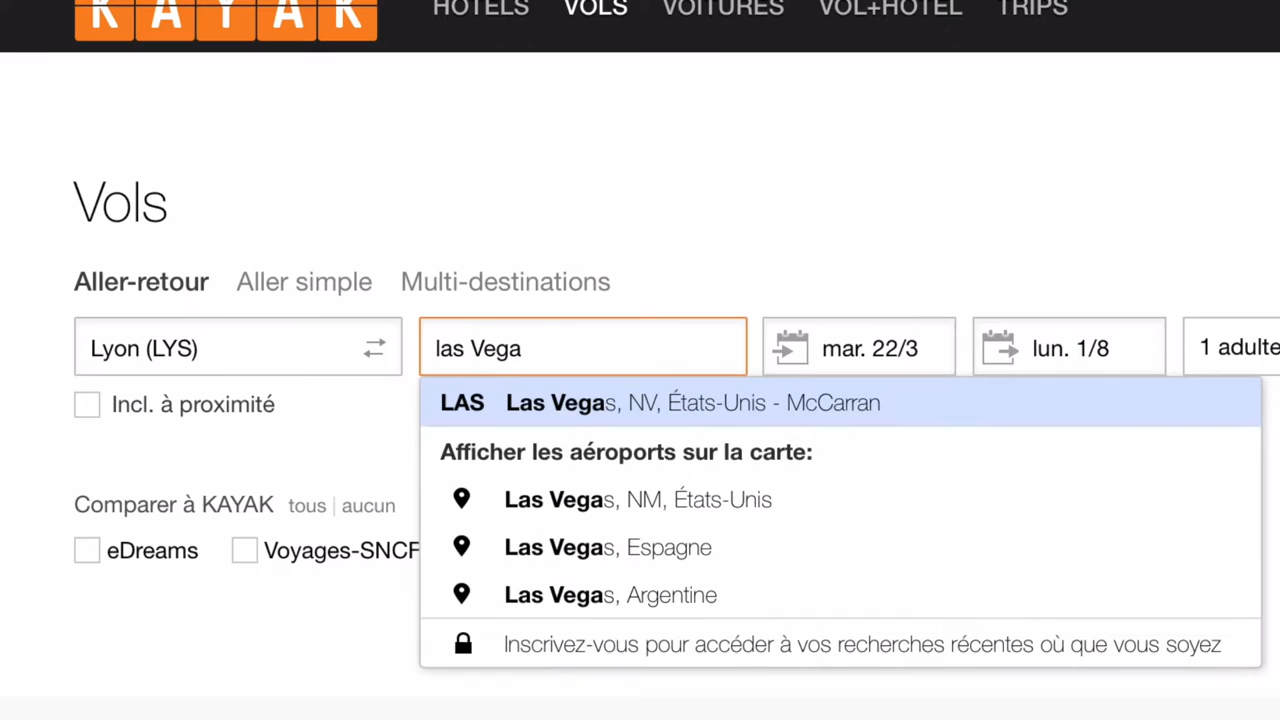 KAYAK HOTELS VOLS VOITURES VOL+HOTEL TRIPS
Vols
Aller-retour Aller simple Multi-destinations
Lyon (LYS) las Vega mar. 22/3 lun. 1/8 1 adulte
Incl. à proximité
LAS Las Vegas, NV, États-Unis - McCarran
Afficher les aéroports sur la carte:
Las Vegas, NM, États-Unis
Las Vegas, Espagne
Las Vegas, Argentine
Inscrivez-vous pour accéder à vos recherches récentes où que vous soyez
Comparer à KAYAK tous | aucun
eDreams Voyages-SNCF